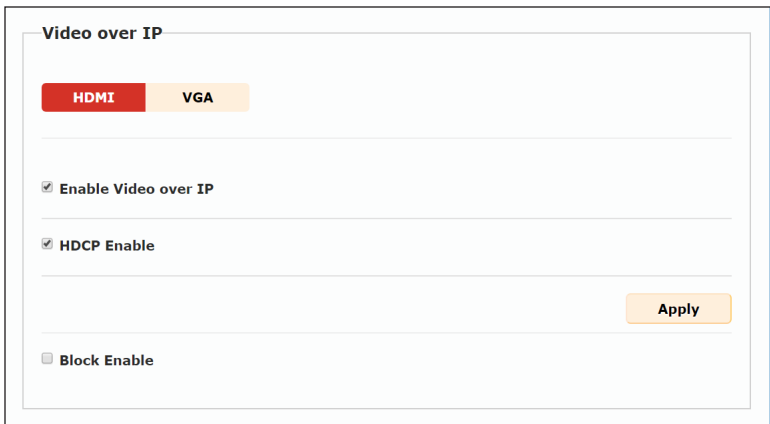 Video over IP
HDMI VGA
Enable Video over IP
HDCP Enable
Apply
Block Enable